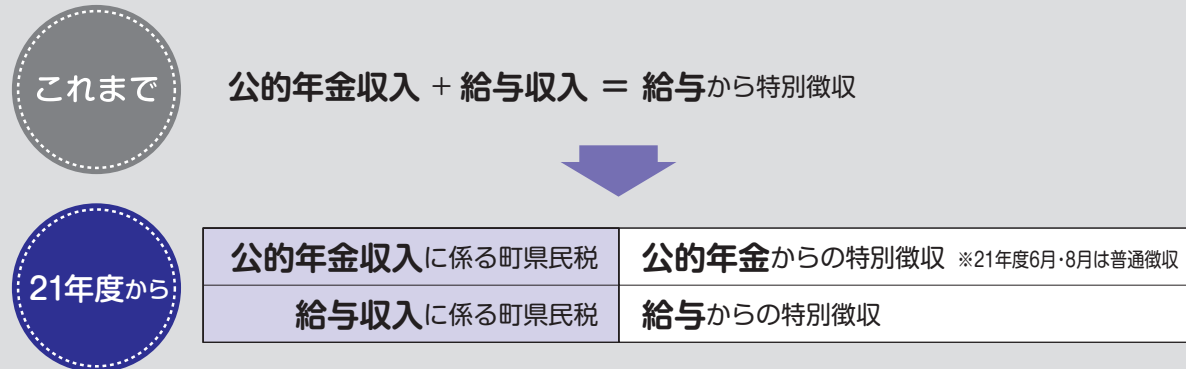 これまで
公的年金収入 + 給与収入 = 給与から特別徴収
21年度から
公的年金収入に係る町県民税 公的年金からの特別徴収 ※21年度6月・8月は普通徴収
給与収入に係る町県民税 給与からの特別徴収